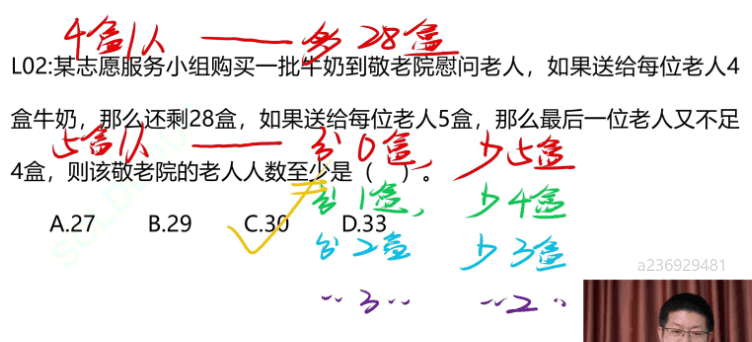 4盒/人 —— 多28盒
L02:某志愿服务小组购买一批牛奶到敬老院慰问老人，如果送给每位老人4
盒牛奶，那么还剩28盒，如果送给每位老人5盒，那么最后一位老人又不足
5盒/人 —— 分0盒，少5盒
4盒，则该敬老院的老人人数至少是（ ）。
分1盒，少4盒
A.27 B.29 C.30 D.33
分2盒 少3盒
a236929481
‥3‥ ‥2‥